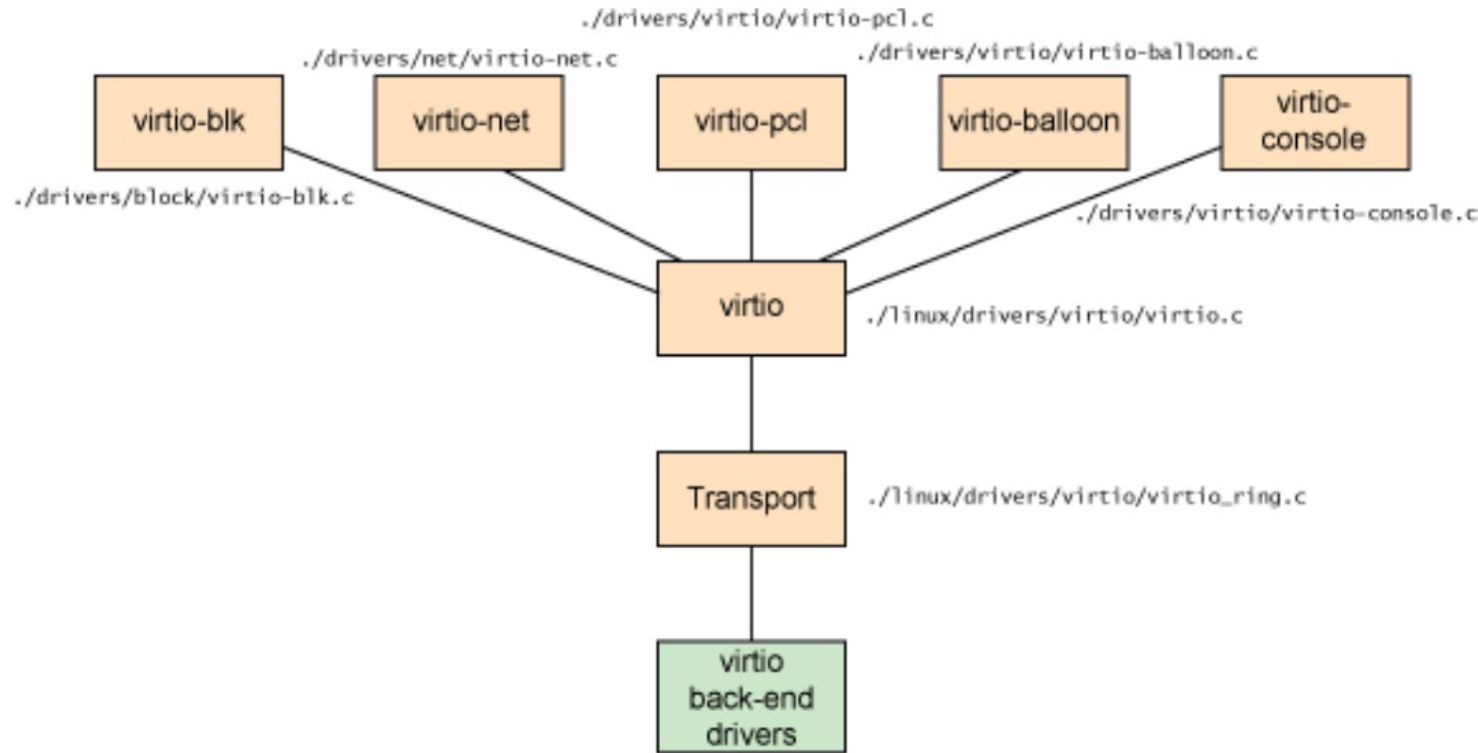 ./drivers/virtio/virtio-pcl.c
./drivers/net/virtio-net.c
./drivers/virtio/virtio-balloon.c
virtio-blk
virtio-net
virtio-pcl
virtio-balloon
virtio-
console
./drivers/block/virtio-blk.c
./drivers/virtio/virtio-console.c
virtio
./linux/drivers/virtio/virtio.c
Transport
./linux/drivers/virtio/virtio_ring.c
virtio
back-end
drivers